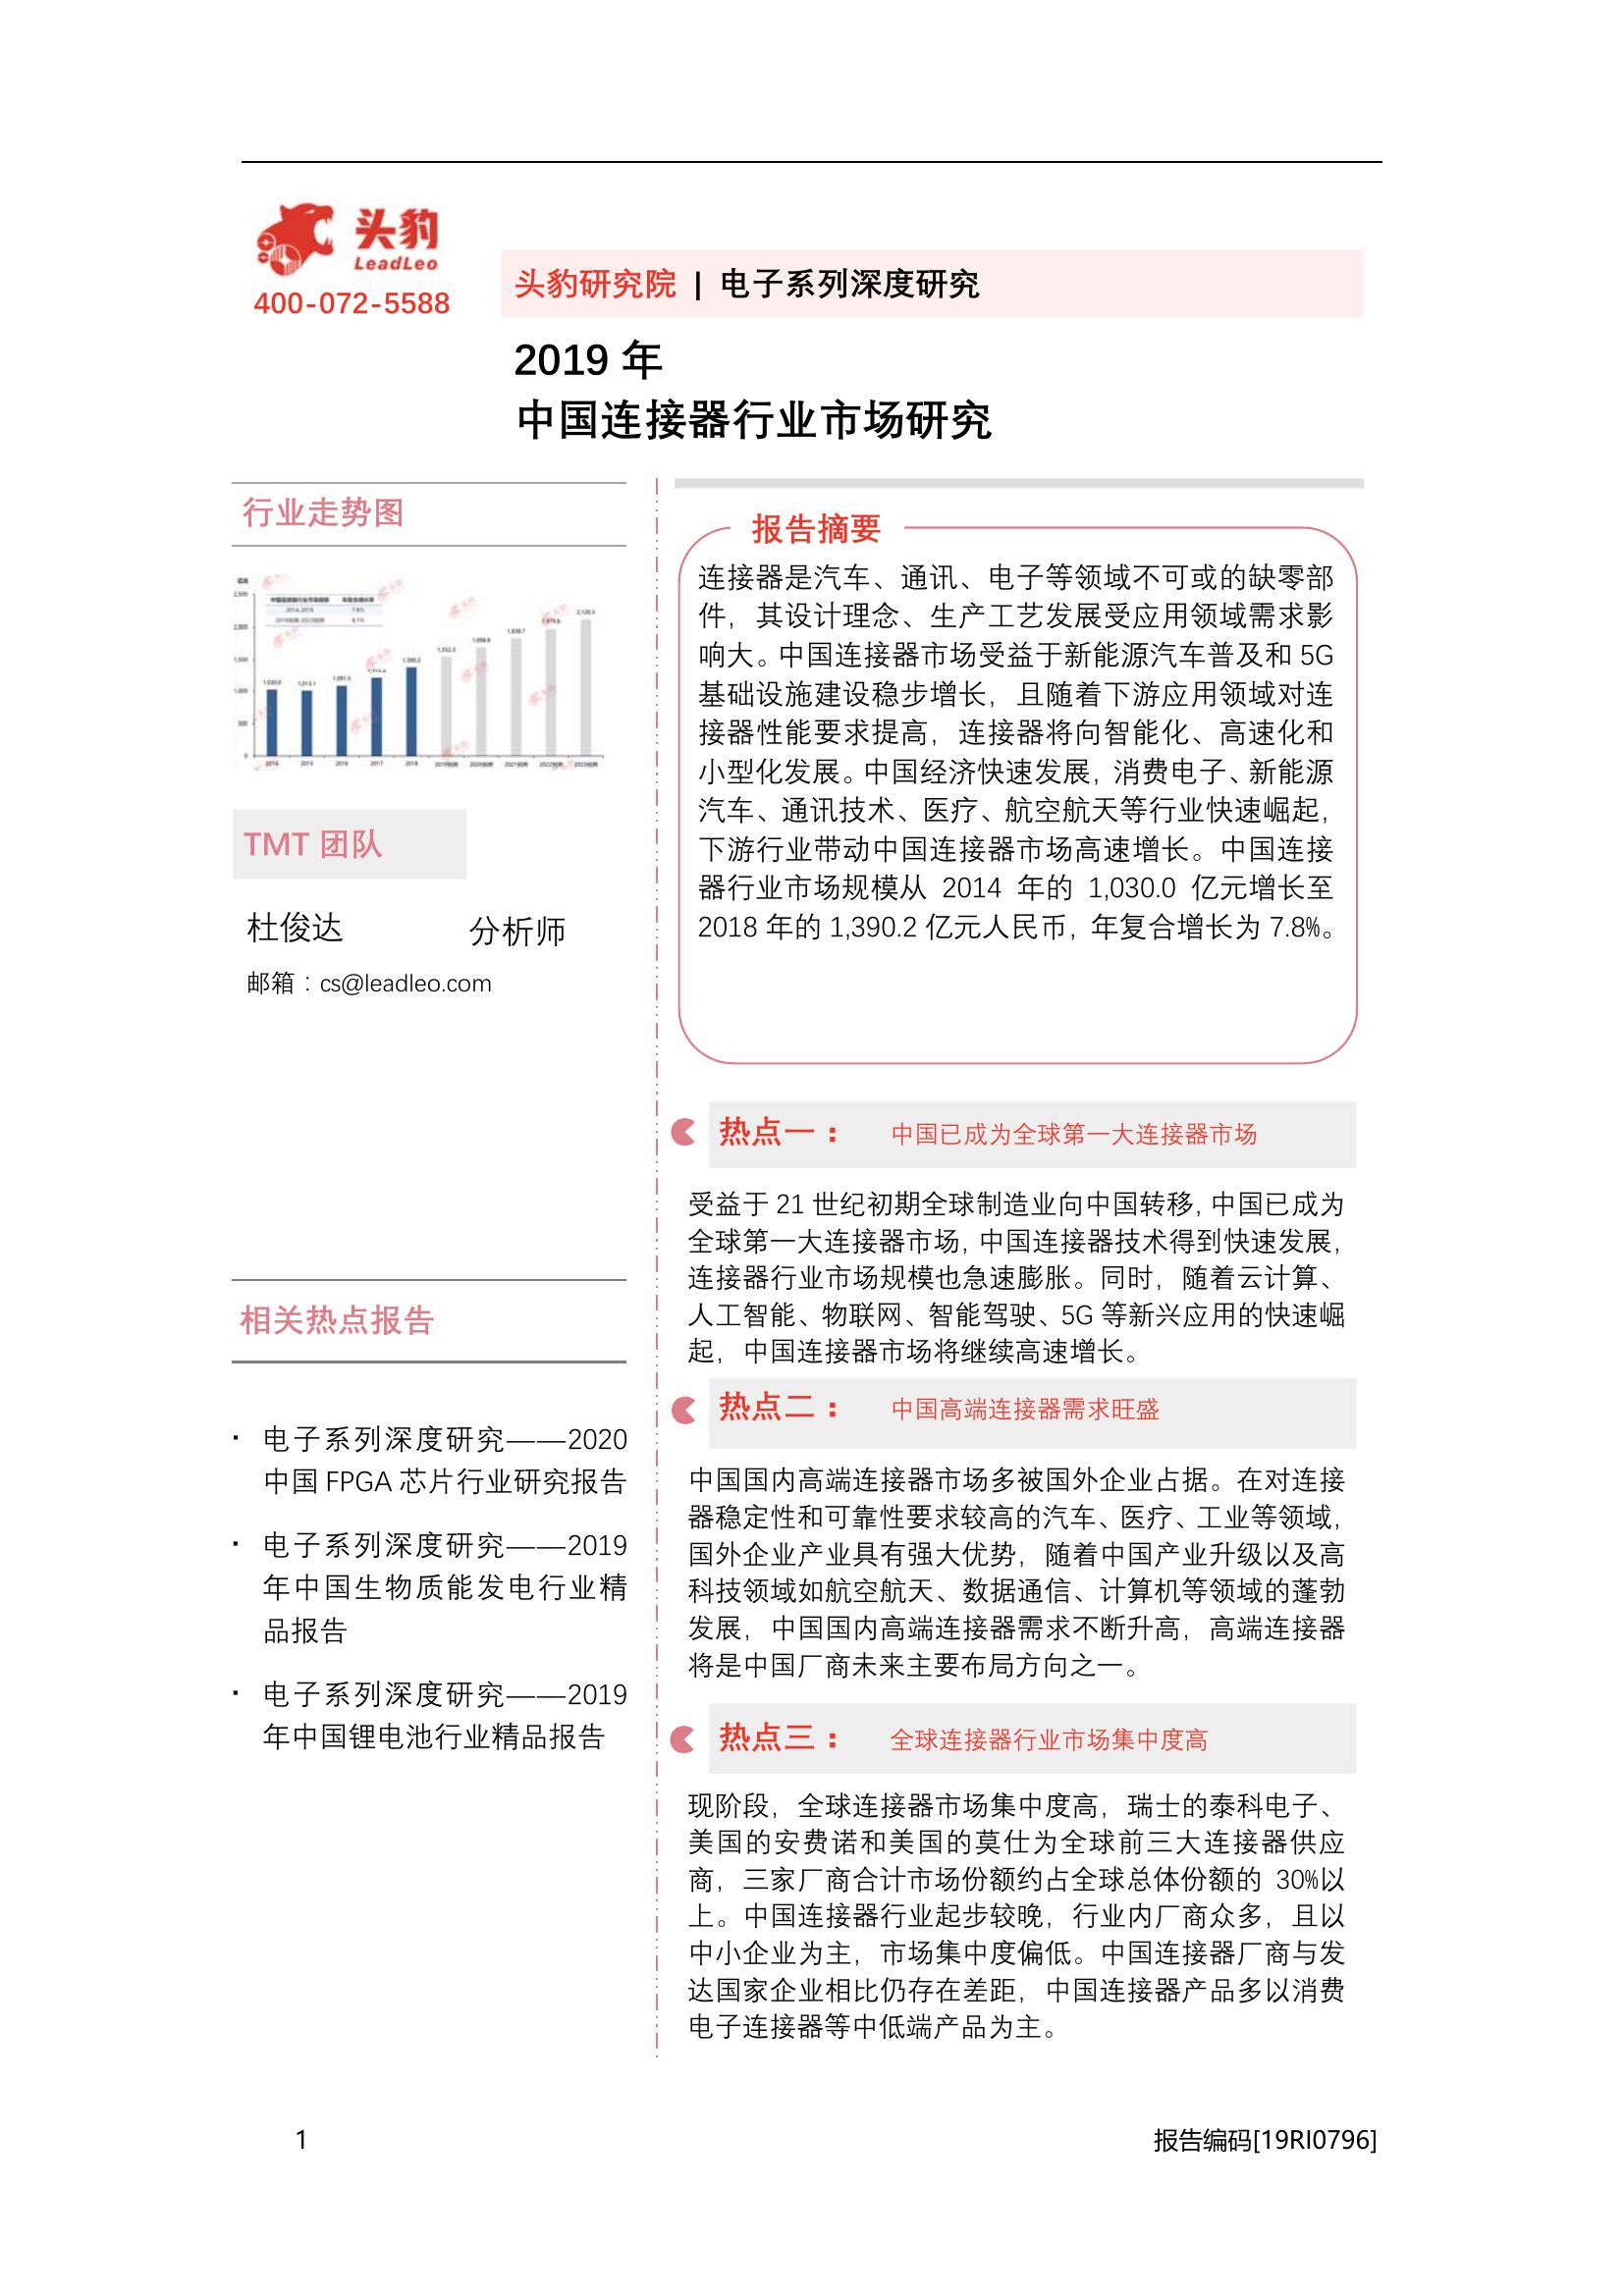 头豹
LeadLeo
400-072-5588
头豹研究院 | 电子系列深度研究
2019 年
中国连接器行业市场研究
行业走势图
2,500
2,000
1,500
1,000
500
0
2014-2018 7.8%
1,030.0
1,390.2
2014 2015 2016 2017 2018
TMT 团队
杜俊达 分析师
邮箱：cs@leadleo.com
相关热点报告
· 电子系列深度研究——2020
中国 FPGA 芯片行业研究报告
· 电子系列深度研究——2019
年中国生物质能发电行业精
品报告
· 电子系列深度研究——2019
年中国锂电池行业精品报告
报告摘要
连接器是汽车、通讯、电子等领域不可或的缺零部
件，其设计理念、生产工艺发展受应用领域需求影
响大。中国连接器市场受益于新能源汽车普及和 5G
基础设施建设稳步增长，且随着下游应用领域对连
接器性能要求提高，连接器将向智能化、高速化和
小型化发展。中国经济快速发展，消费电子、新能源
汽车、通讯技术、医疗、航空航天等行业快速崛起，
下游行业带动中国连接器市场高速增长。中国连接
器行业市场规模从 2014 年的 1,030.0 亿元增长至
2018 年的 1,390.2 亿元人民币，年复合增长为 7.8%。
热点一： 中国已成为全球第一大连接器市场
受益于 21 世纪初期全球制造业向中国转移，中国已成为
全球第一大连接器市场，中国连接器技术得到快速发展，
连接器行业市场规模也急速膨胀。同时，随着云计算、
人工智能、物联网、智能驾驶、5G 等新兴应用的快速崛
起，中国连接器市场将继续高速增长。
热点二： 中国高端连接器需求旺盛
中国国内高端连接器市场多被国外企业占据。在对连接
器稳定性和可靠性要求较高的汽车、医疗、工业等领域，
国外企业产业具有强大优势，随着中国产业升级以及高
科技领域如航空航天、数据通信、计算机等领域的蓬勃
发展，中国国内高端连接器需求不断升高，高端连接器
将是中国厂商未来主要布局方向之一。
热点三： 全球连接器行业市场集中度高
现阶段，全球连接器市场集中度高，瑞士的泰科电子、
美国的安费诺和美国的莫仕为全球前三大连接器供应
商，三家厂商合计市场份额约占全球总体份额的 30%以
上。中国连接器行业起步较晚，行业内厂商众多，且以
中小企业为主，市场集中度偏低。中国连接器厂商与发
达国家企业相比仍存在差距，中国连接器产品多以消费
电子连接器等中低端产品为主。
1 报告编码[19RI0796]